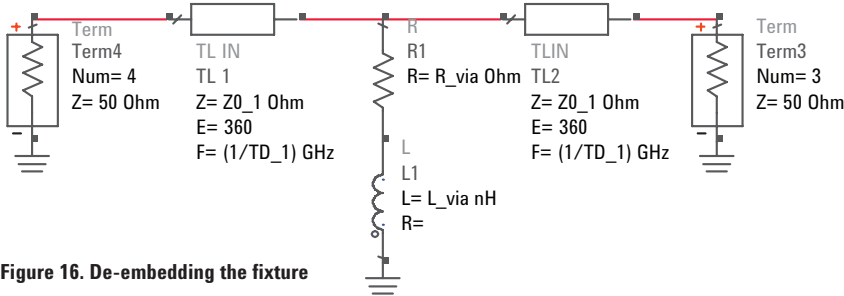 +
Term
Term4
Num= 4
Z= 50 Ohm
-
TL IN
TL 1
Z= Z0_1 Ohm
E= 360
F= (1/TD_1) GHz
R
R1
R= R_via Ohm
L
L1
L= L_via nH
R=
TLIN
TL2
Z= Z0_1 Ohm
E= 360
F= (1/TD_1) GHz
+
Term
Term3
Num= 3
Z= 50 Ohm
-
Figure 16. De-embedding the fixture